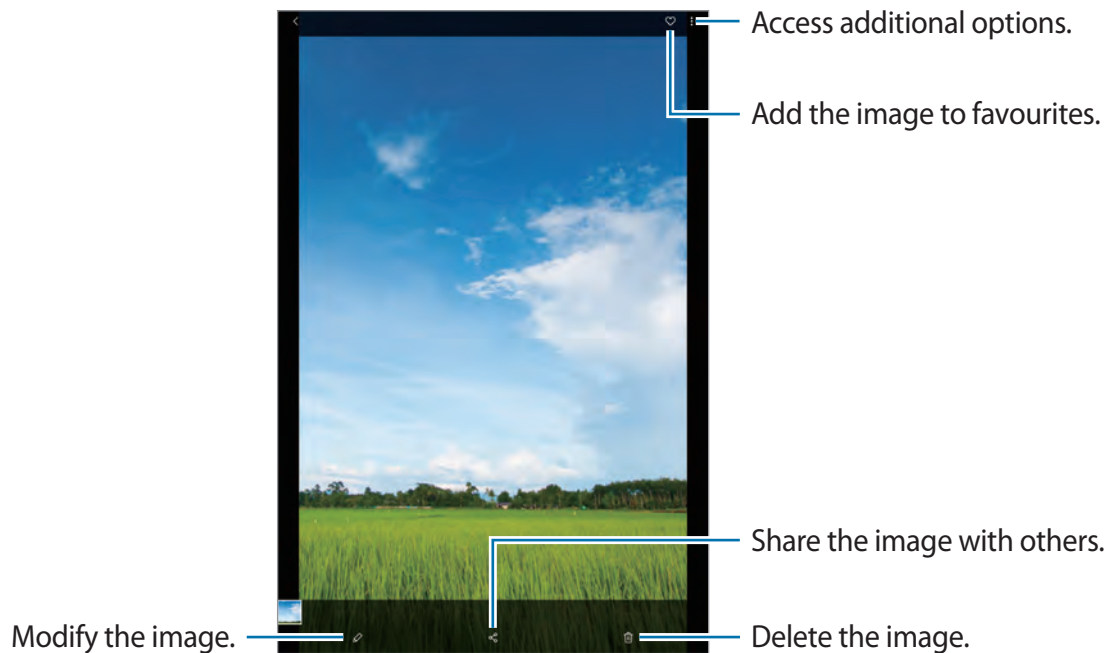 Access additional options.
Add the image to favourites.
Share the image with others.
Modify the image.
Delete the image.